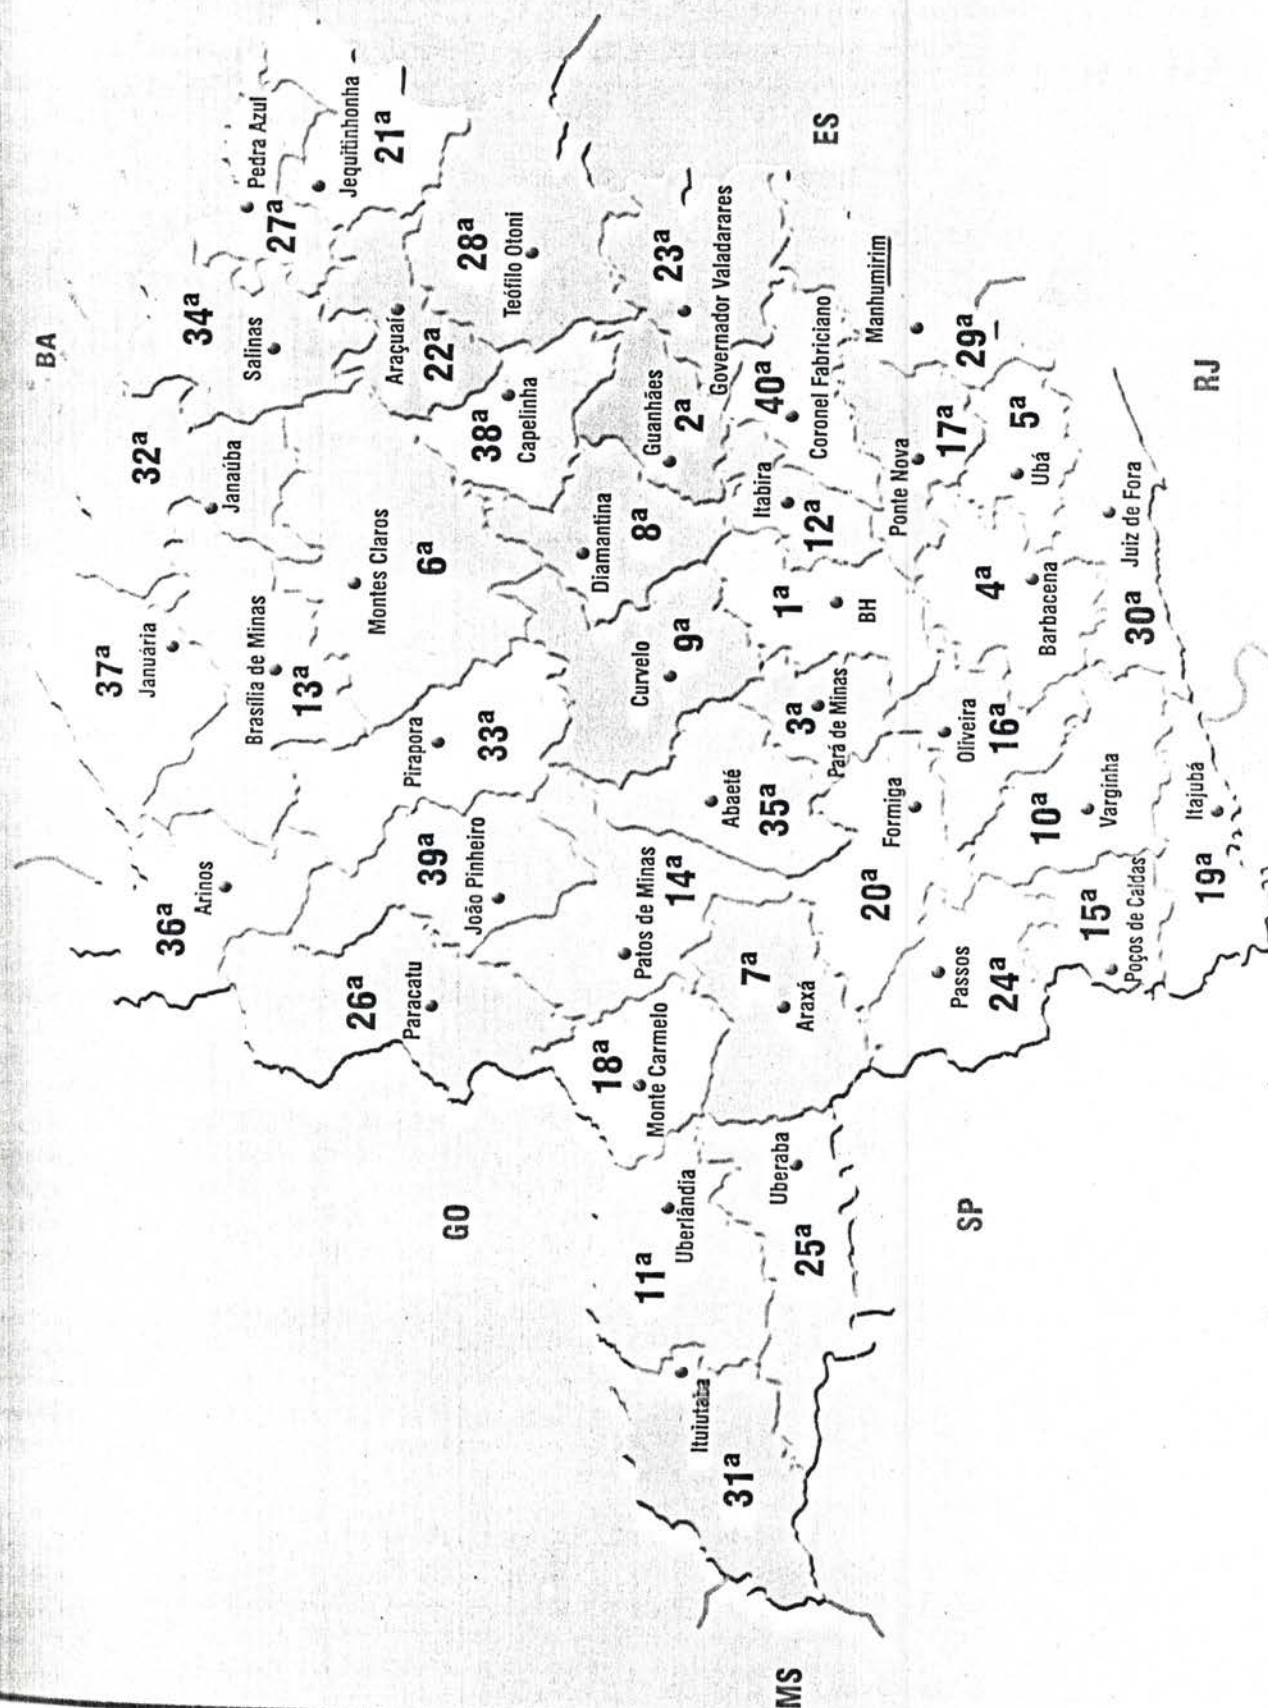 BA
37ª
Januária
32ª
Janaúba
34ª
Salinas
Pedra Azul
27ª
Jequitinhonha
21ª
36ª
Arinos
Brasília de Minas
13ª
Montes Claros
6ª
Araçuaí
22ª
28ª
Teófilo Otoni
26ª
Paracatu
39ª
João Pinheiro
Pirapora
33ª
38ª
Capelinha
GO
Diamantina
8ª
Curvelo
9ª
Guanhães
2ª
23ª
Governador Valadarares
18ª
Monte Carmelo
Patos de Minas
14ª
Abaeté
35ª
11ª
Uberlândia
Ituiutaba
31ª
7ª
Araxá
Uberaba
25ª
3ª
Pará de Minas
1ª
BH
Itabira
12ª
40ª
Coronel Fabriciano
ES
MS
20ª
Formiga
Ponte Nova
17ª
Manhumirim
29ª
Passos
24ª
Oliveira
16ª
4ª
Barbacena
5ª
Ubá
SP
10ª
Varginha
15ª
Poços de Caldas
30ª
Juiz de Fora
19ª
Itajubá
RJ